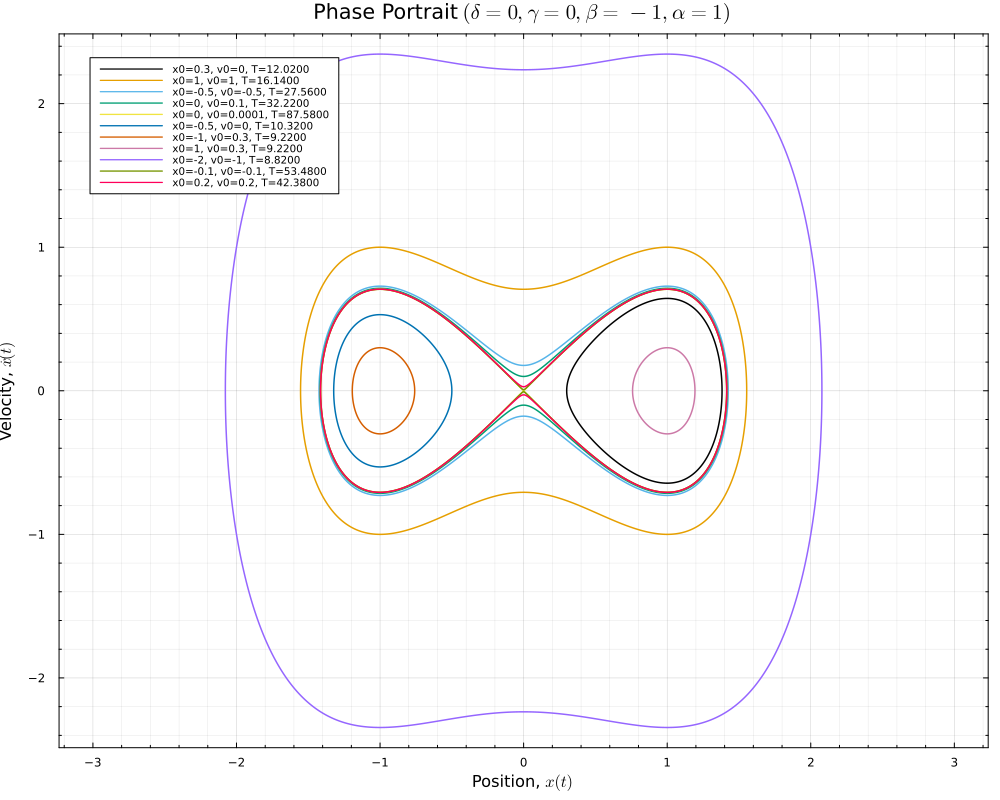 Phase Portrait (δ = 0, γ = 0, β = −1, α = 1)
x0=0.3, v0=0, T=12.0200
x0=1, v0=1, T=16.1400
x0=-0.5, v0=-0.5, T=27.5600
x0=0, v0=0.1, T=32.2200
x0=0, v0=0.0001, T=87.5800
x0=-0.5, v0=0, T=10.3200
x0=-1, v0=0.3, T=9.2200
x0=1, v0=0.3, T=9.2200
x0=-2, v0=-1, T=8.8200
x0=-0.1, v0=-0.1, T=53.4800
x0=0.2, v0=0.2, T=42.3800
2
1
0
−1
−2
Velocity, ẋ(t)
−3 −2 −1 0 1 2 3
Position, x(t)